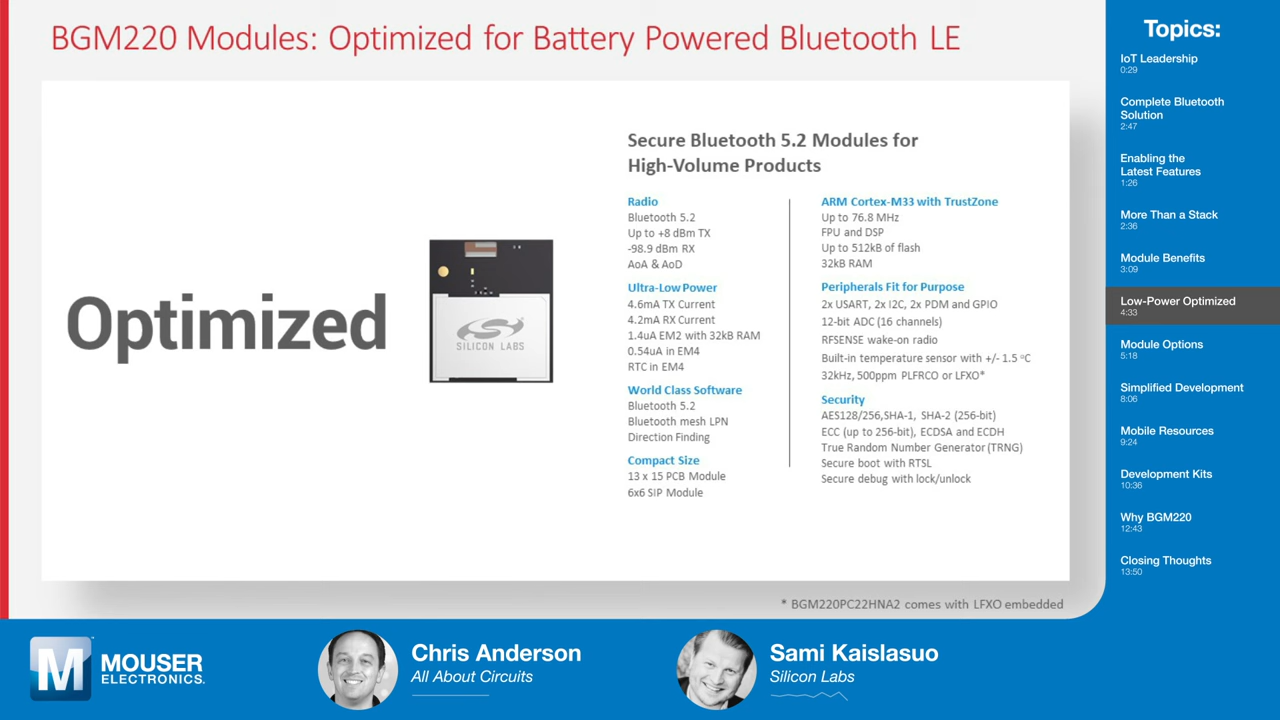 BGM220 Modules: Optimized for Battery Powered Bluetooth LE
Optimized
SILICON LABS
Secure Bluetooth 5.2 Modules for
High-Volume Products
Radio
Bluetooth 5.2
Up to +8 dBm TX
-98.9 dBm RX
AoA & AoD
Ultra-Low Power
4.6mA TX Current
4.2mA RX Current
1.4uA EM2 with 32kB RAM
0.54uA in EM4
RTC in EM4
World Class Software
Bluetooth 5.2
Bluetooth mesh LPN
Direction Finding
Compact Size
13 x 15 PCB Module
6x6 SIP Module
ARM Cortex-M33 with TrustZone
Up to 76.8 MHz
FPU and DSP
Up to 512kB of flash
32kB RAM
Peripherals Fit for Purpose
2x USART, 2x I2C, 2x PDM and GPIO
12-bit ADC (16 channels)
RFSENSE wake-on radio
Built-in temperature sensor with +/- 1.5 °C
32kHz, 500ppm PLFRCO or LFXO*
Security
AES128/256,SHA-1, SHA-2 (256-bit)
ECC (up to 256-bit), ECDSA and ECDH
True Random Number Generator (TRNG)
Secure boot with RTSL
Secure debug with lock/unlock
* BGM220PC22HNA2 comes with LFXO embedded
Topics:
IoT Leadership
0:29
Complete Bluetooth
Solution
2:47
Enabling the
Latest Features
1:26
More Than a Stack
2:36
Module Benefits
3:09
Low-Power Optimized
4:33
Module Options
5:18
Simplified Development
8:06
Mobile Resources
9:24
Development Kits
10:36
Why BGM220
12:43
Closing Thoughts
13:50
M
MOUSER
ELECTRONICS.
Chris Anderson
All About Circuits
Sami Kaislasuo
Silicon Labs